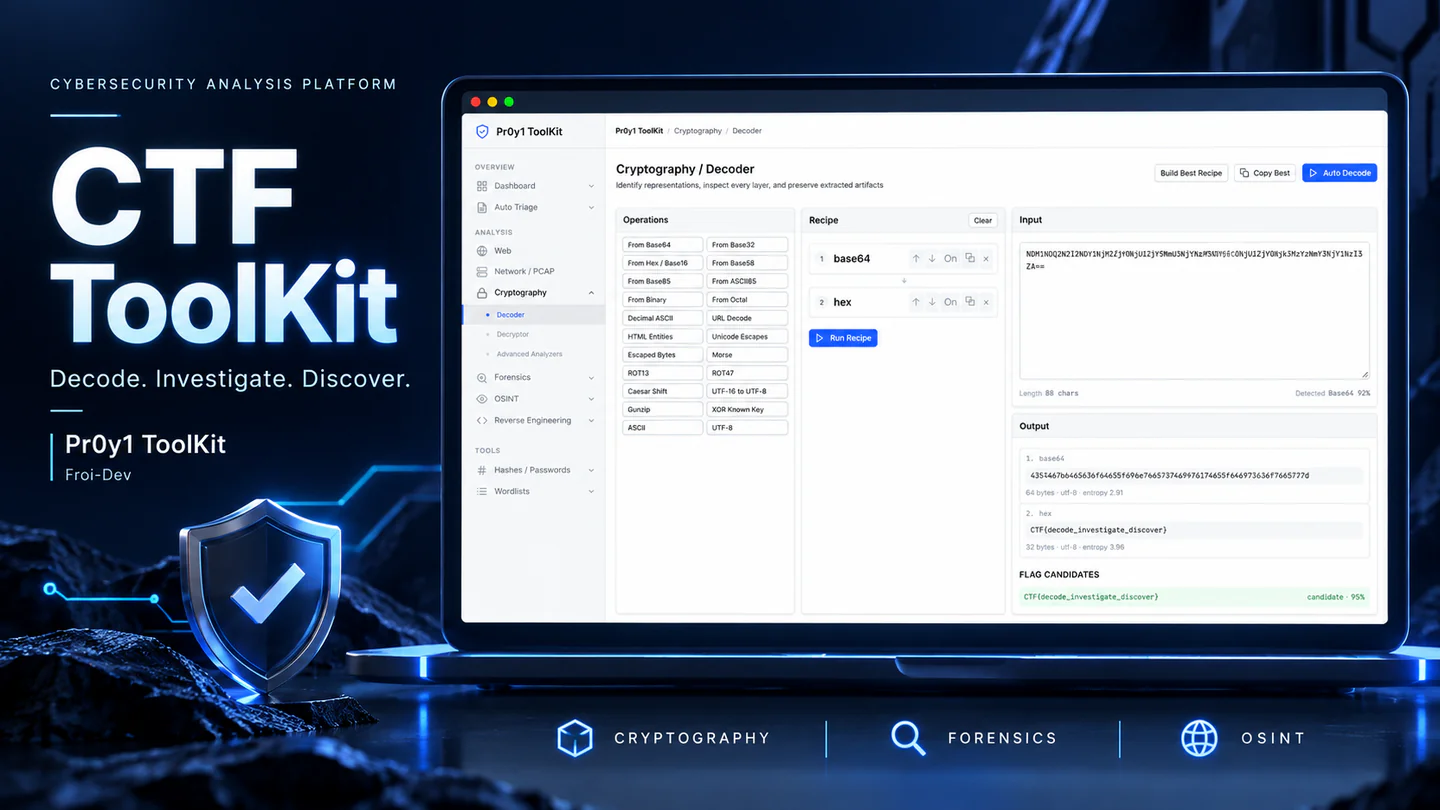 CYBERSECURITY ANALYSIS PLATFORM
CTF
ToolKit
Decode. Investigate. Discover.
Pr0y1 ToolKit
Froi-Dev
Pr0y1 ToolKit
OVERVIEW
Dashboard
Auto Triage
ANALYSIS
Web
Network / PCAP
Cryptography
Decoder
Decryptor
Advanced Analyzers
Forensics
OSINT
Reverse Engineering
TOOLS
Hashes / Passwords
Wordlists
Pr0y1 ToolKit / Cryptography / Decoder
Cryptography / Decoder
Identify representations, inspect every layer, and preserve extracted artifacts
Build Best Recipe Copy Best Auto Decode
Operations
From Base64 From Base32
From Hex / Base16 From Base58
From Base85 From ASCII85
From Binary From Octal
Decimal ASCII URL Decode
HTML Entities Unicode Escapes
Escaped Bytes Morse
ROT13 ROT47
Caesar Shift UTF-16 to UTF-8
Gunzip XOR Known Key
ASCII UTF-8
Recipe Clear
1 base64 On
2 hex On
Run Recipe
Input
ZA==
Length 88 chars Detected Base64 92%
Output
1. base64
64 bytes · utf-8 · entropy 2.91
2. hex
CTF{decode_investigate_discover}
32 bytes · utf-8 · entropy 3.96
FLAG CANDIDATES
CTF{decode_investigate_discover} candidate · 95%
CRYPTOGRAPHY
FORENSICS
OSINT